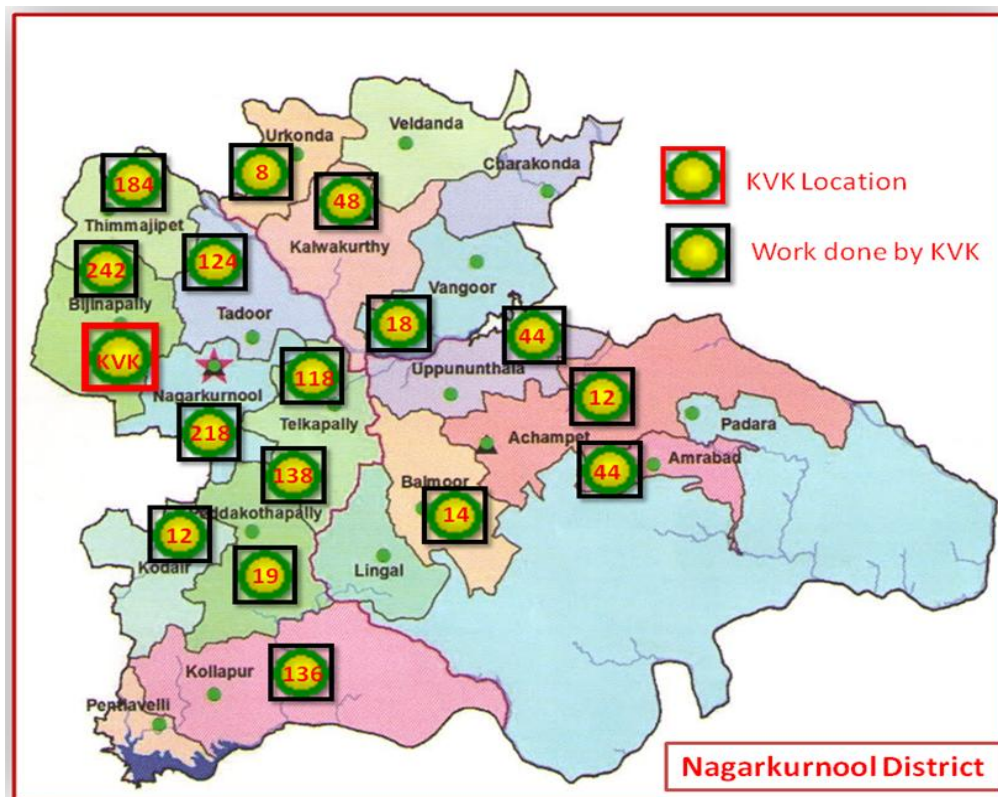 Urkonda
Veldanda
Charakonda
8
184
48
KVK Location
Thimmajipet
Kalwakurthy
124
242
Work done by KVK
Vangoor
Bijinapally
Tadoor
18
44
KVK
Uppununthala
118
Nagarkurnool
12
Telkapally
Padara
218
Achampet
Amrabad
138
44
Balmoor
14
12
Kodair
Lingal
19
Kollapur
136
Pentlavelli
Nagarkurnool District